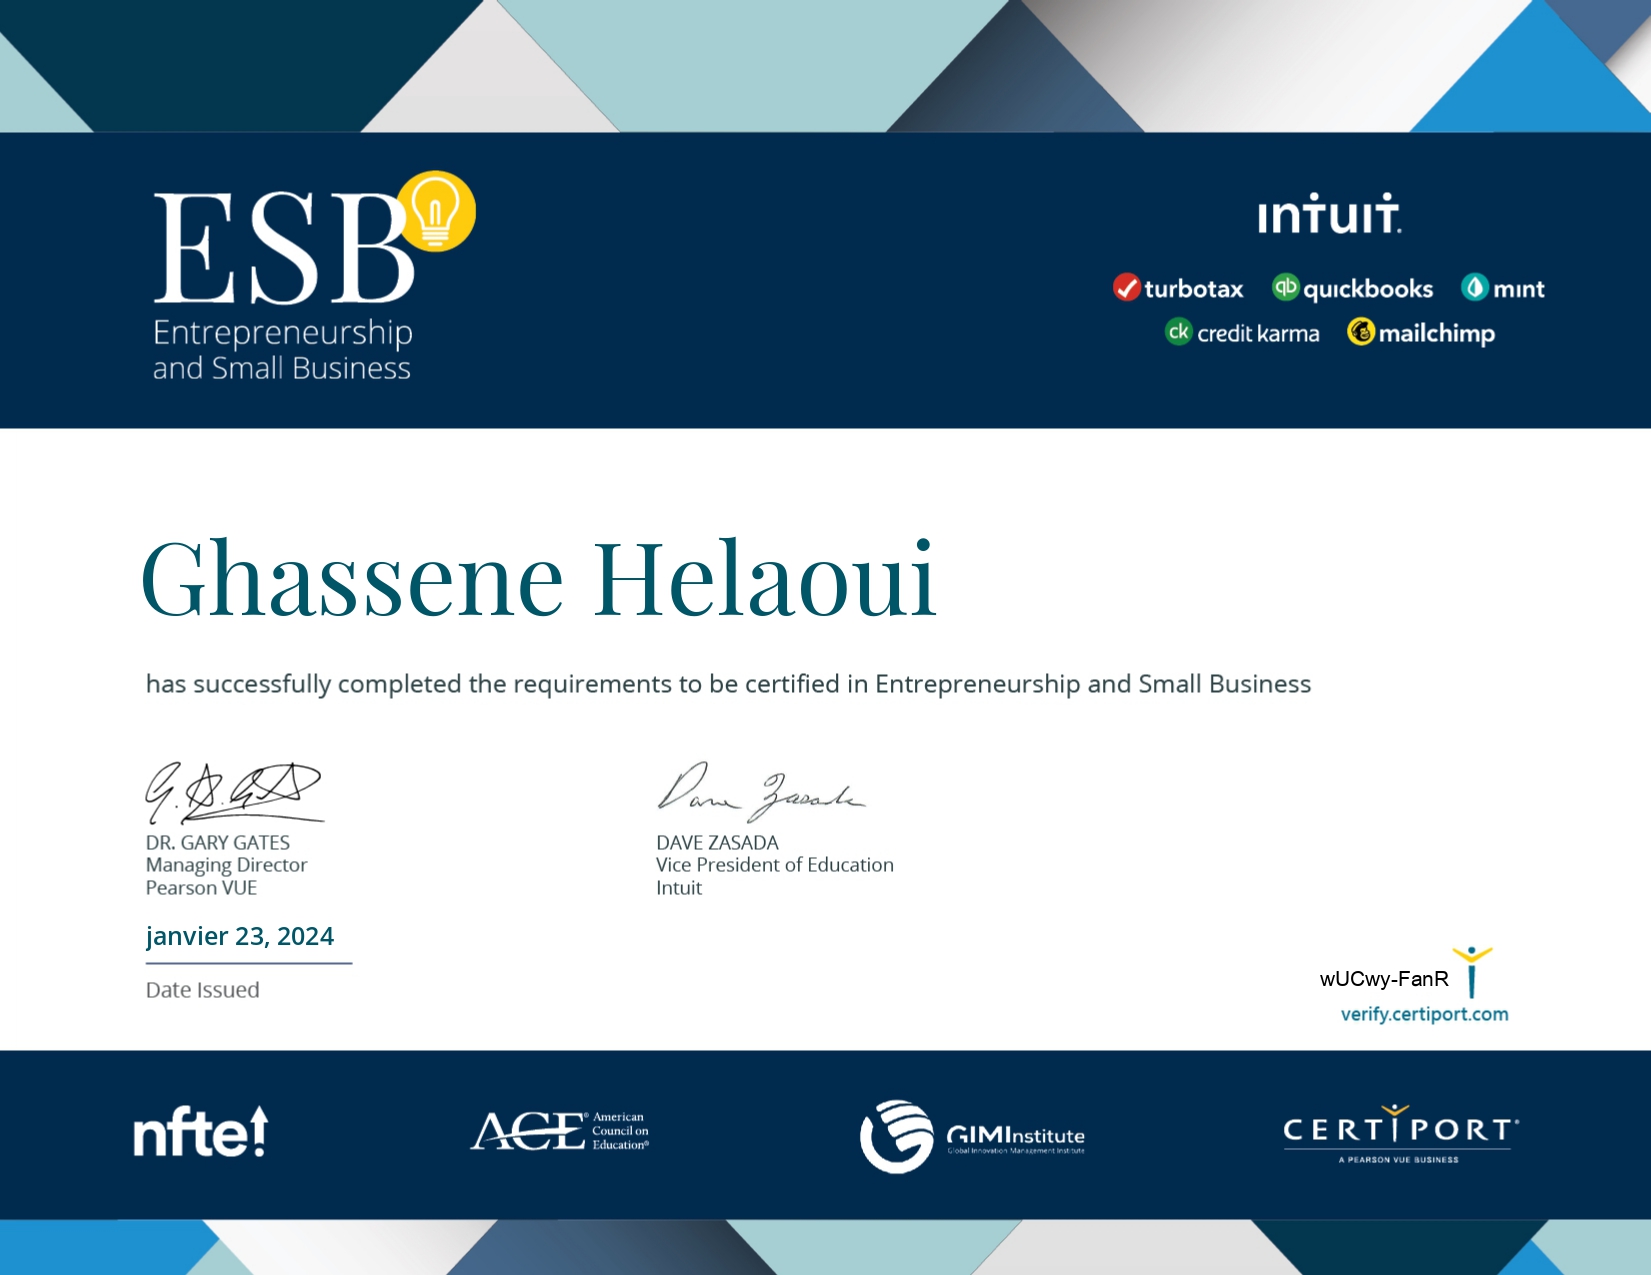 ESB
Entrepreneurship
and Small Business
intuit.
turbotax
quickbooks
mint
credit karma
mailchimp
Ghassene Helaoui
has successfully completed the requirements to be certified in Entrepreneurship and Small Business
DR. GARY GATES
Managing Director
Pearson VUE
Dave Zasada
DAVE ZASADA
Vice President of Education
Intuit
janvier 23, 2024
Date Issued
wUCwy-FanR
verify.certiport.com
nfte!
ACE® American
Council on
Education®
GIMInstitute
Global Innovation Management Institute
CERTIPORT®
A PEARSON VUE BUSINESS